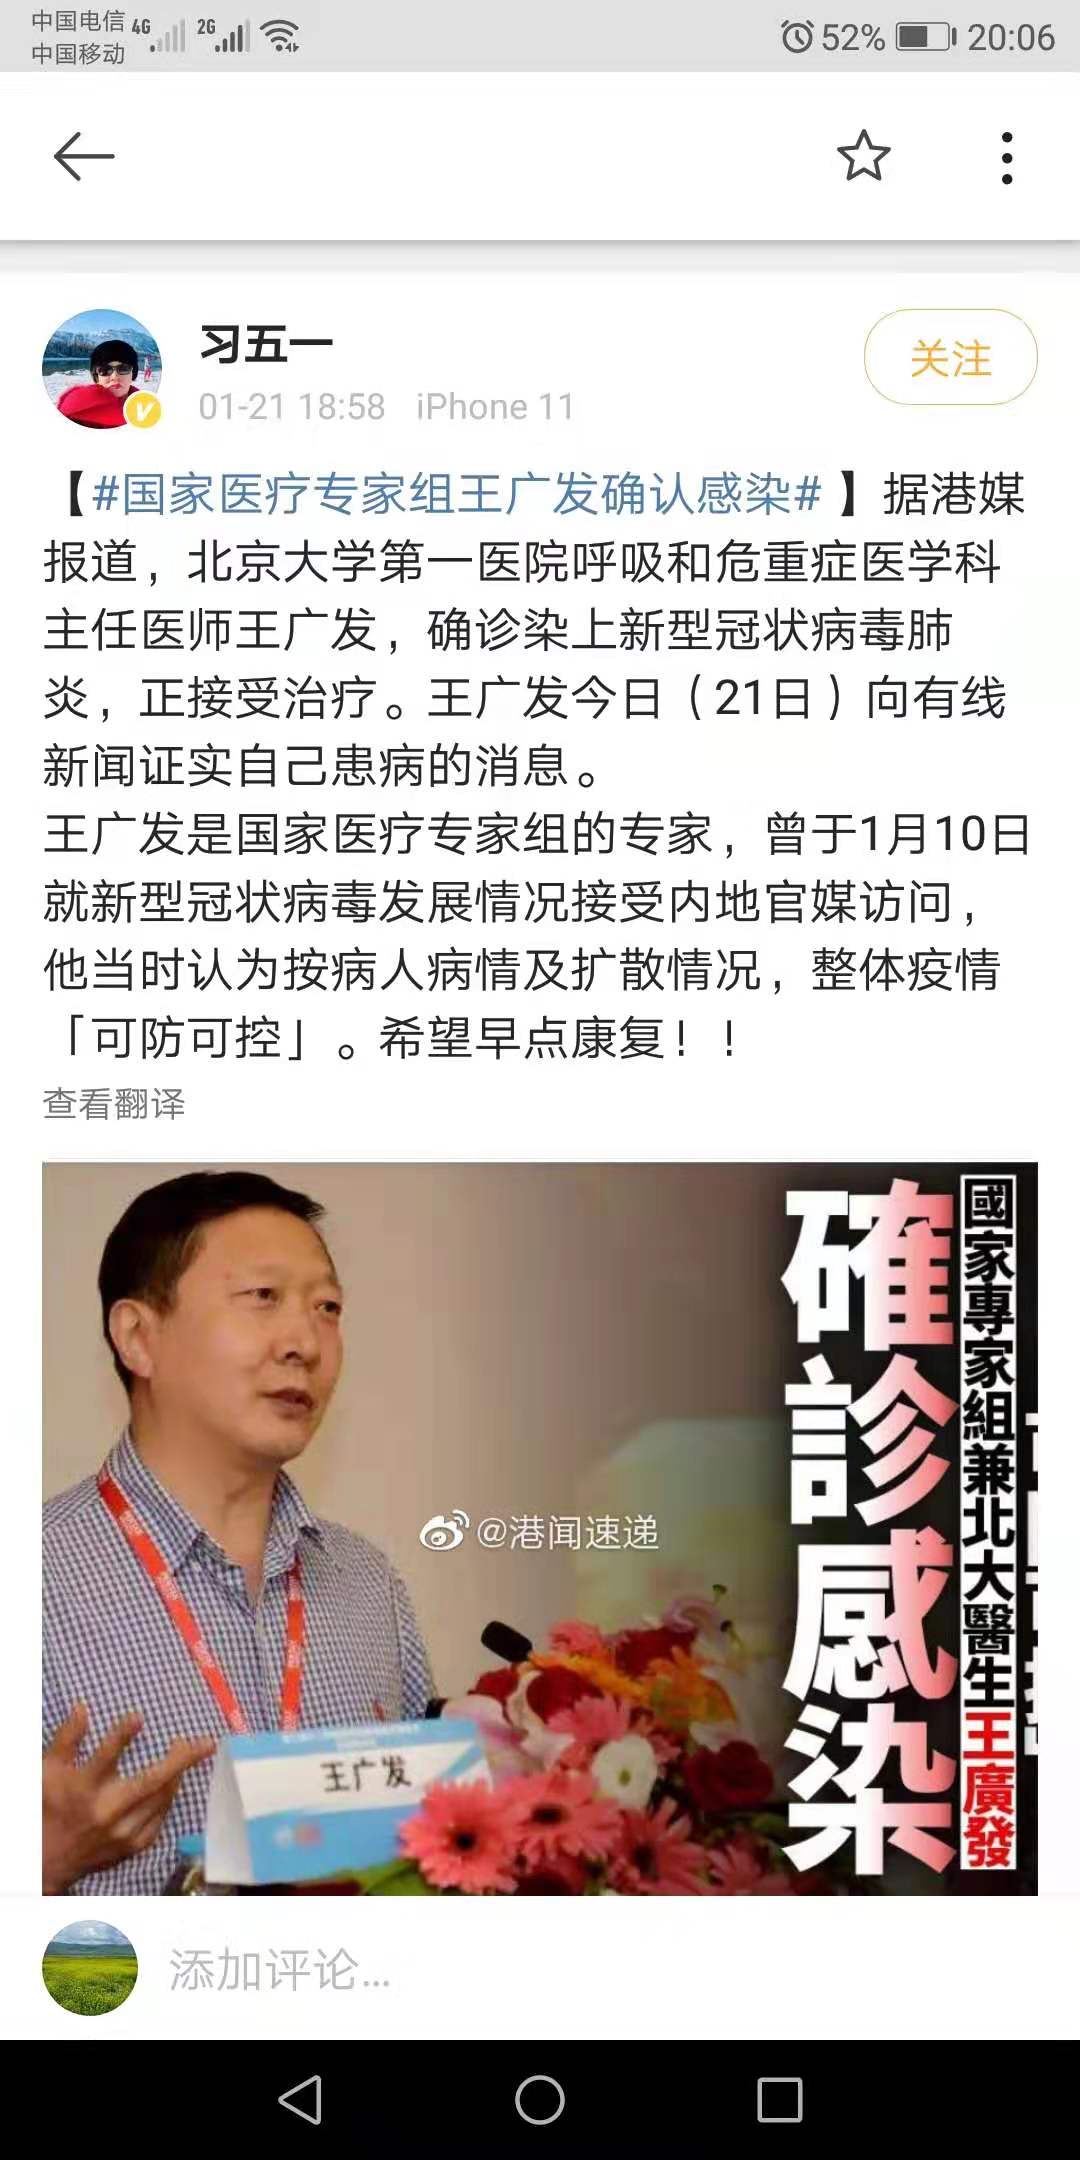 中国电信 4G 2G 52% 20:06
中国移动
习五一
01-21 18:58 iPhone 11
关注
【#国家医疗专家组王广发确认感染#】据港媒
报道，北京大学第一医院呼吸和危重症医学科
主任医师王广发，确诊染上新型冠状病毒肺
炎，正接受治疗。王广发今日（21日）向有线
新闻证实自己患病的消息。
王广发是国家医疗专家组的专家，曾于1月10日
就新型冠状病毒发展情况接受内地官媒访问，
他当时认为按病人病情及扩散情况，整体疫情
「可防可控」。希望早点康复！！
查看翻译
國家專家組兼北大醫生王廣發
確診感染
@港闻速递
王广发
添加评论...